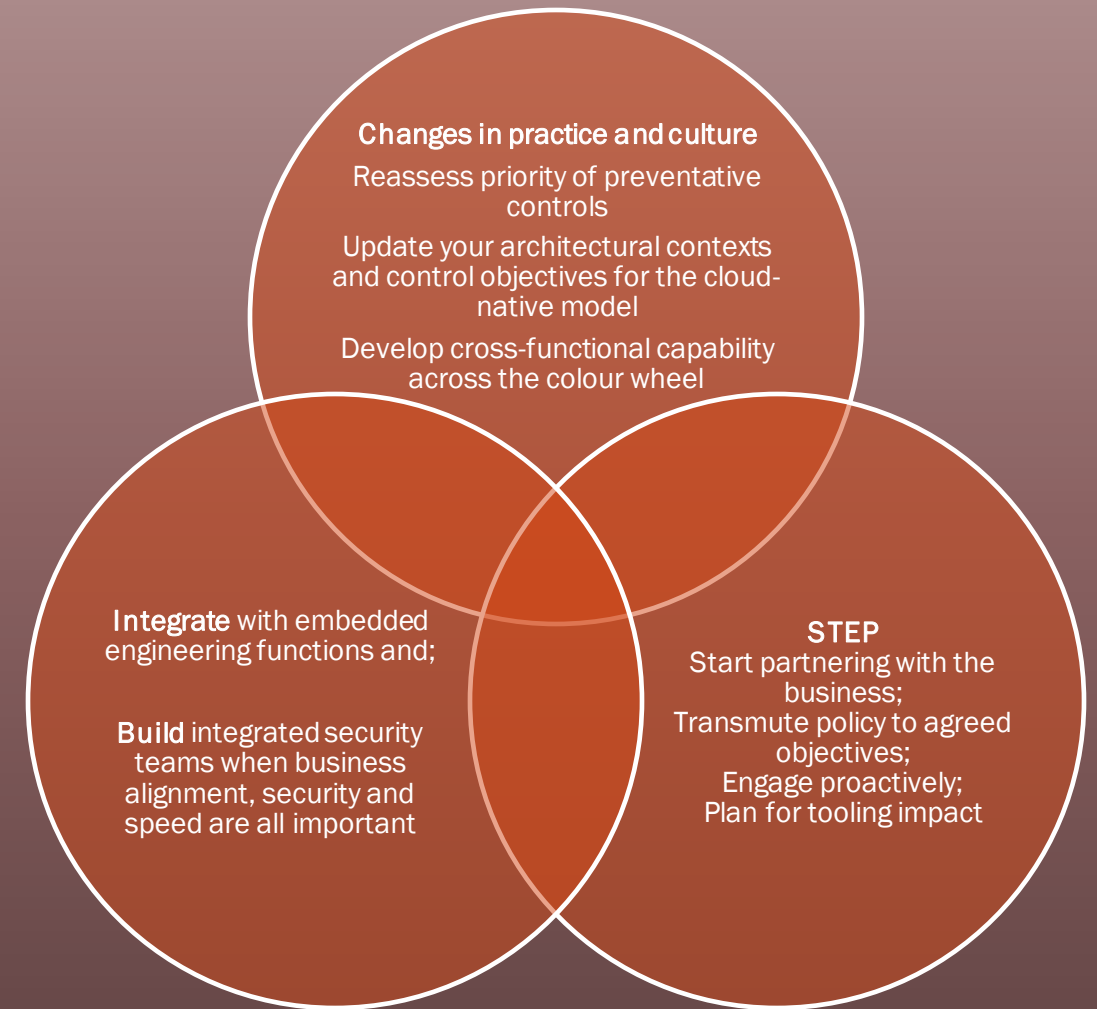 Changes in practice and culture
Reassess priority of preventative
controls
Update your architectural contexts
and control objectives for the cloud-
native model
Develop cross-functional capability
across the colour wheel
Integrate with embedded
engineering functions and;
Build integrated security
teams when business
alignment, security and
speed are all important
STEP
Start partnering with the
business;
Transmute policy to agreed
objectives;
Engage proactively;
Plan for tooling impact